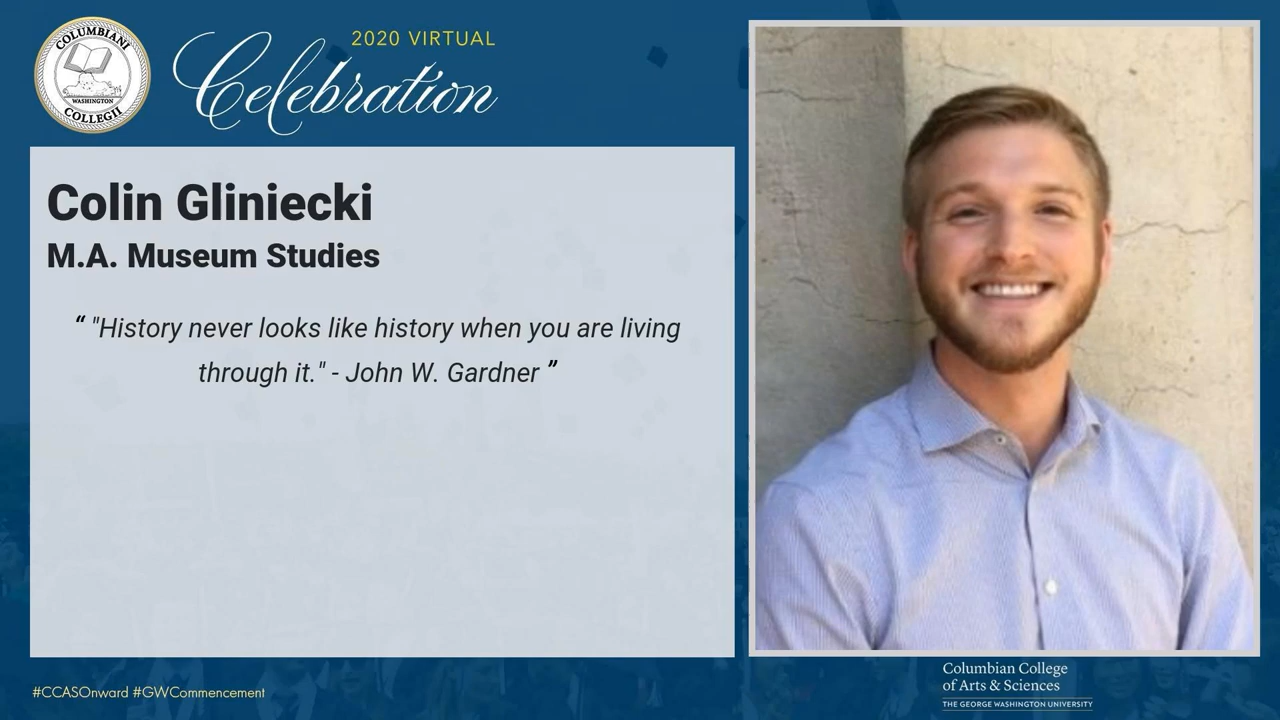 COLUMBIANI
WASHINGTON
COLLEGII
2020 VIRTUAL
Celebration
Colin Gliniecki
M.A. Museum Studies
“ "History never looks like history when you are living
through it." - John W. Gardner ”
#CCASOnward #GWCommencement
Columbian College
of Arts & Sciences
THE GEORGE WASHINGTON UNIVERSITY